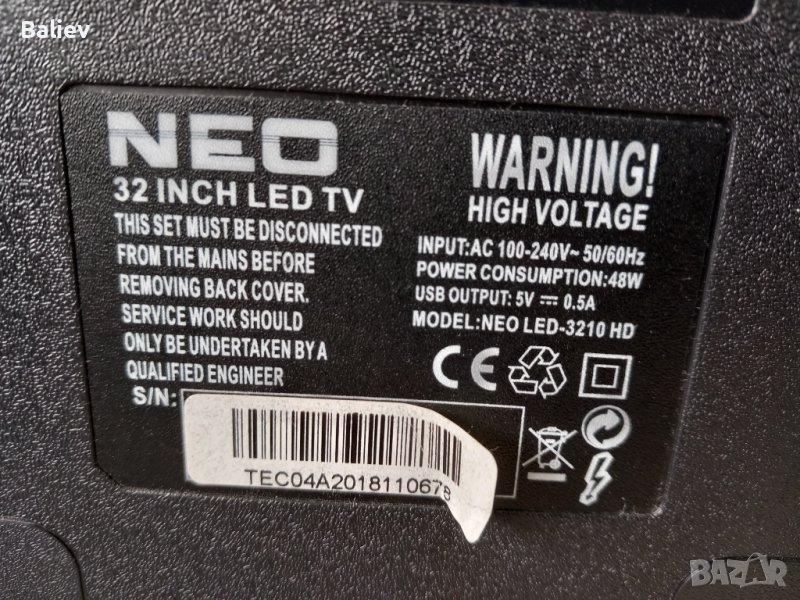 Baliev
NEO
32 INCH LED TV
THIS SET MUST BE DISCONNECTED
FROM THE MAINS BEFORE
REMOVING BACK COVER.
SERVICE WORK SHOULD
ONLY BE UNDERTAKEN BY A
QUALIFIED ENGINEER
S/N:
TEC04A2018110678
WARNING!
HIGH VOLTAGE
INPUT:AC 100-240V~ 50/60Hz
POWER CONSUMPTION:48W
USB OUTPUT: 5V ⎓ 0.5A
MODEL:NEO LED-3210 HD
CE
BAZAR